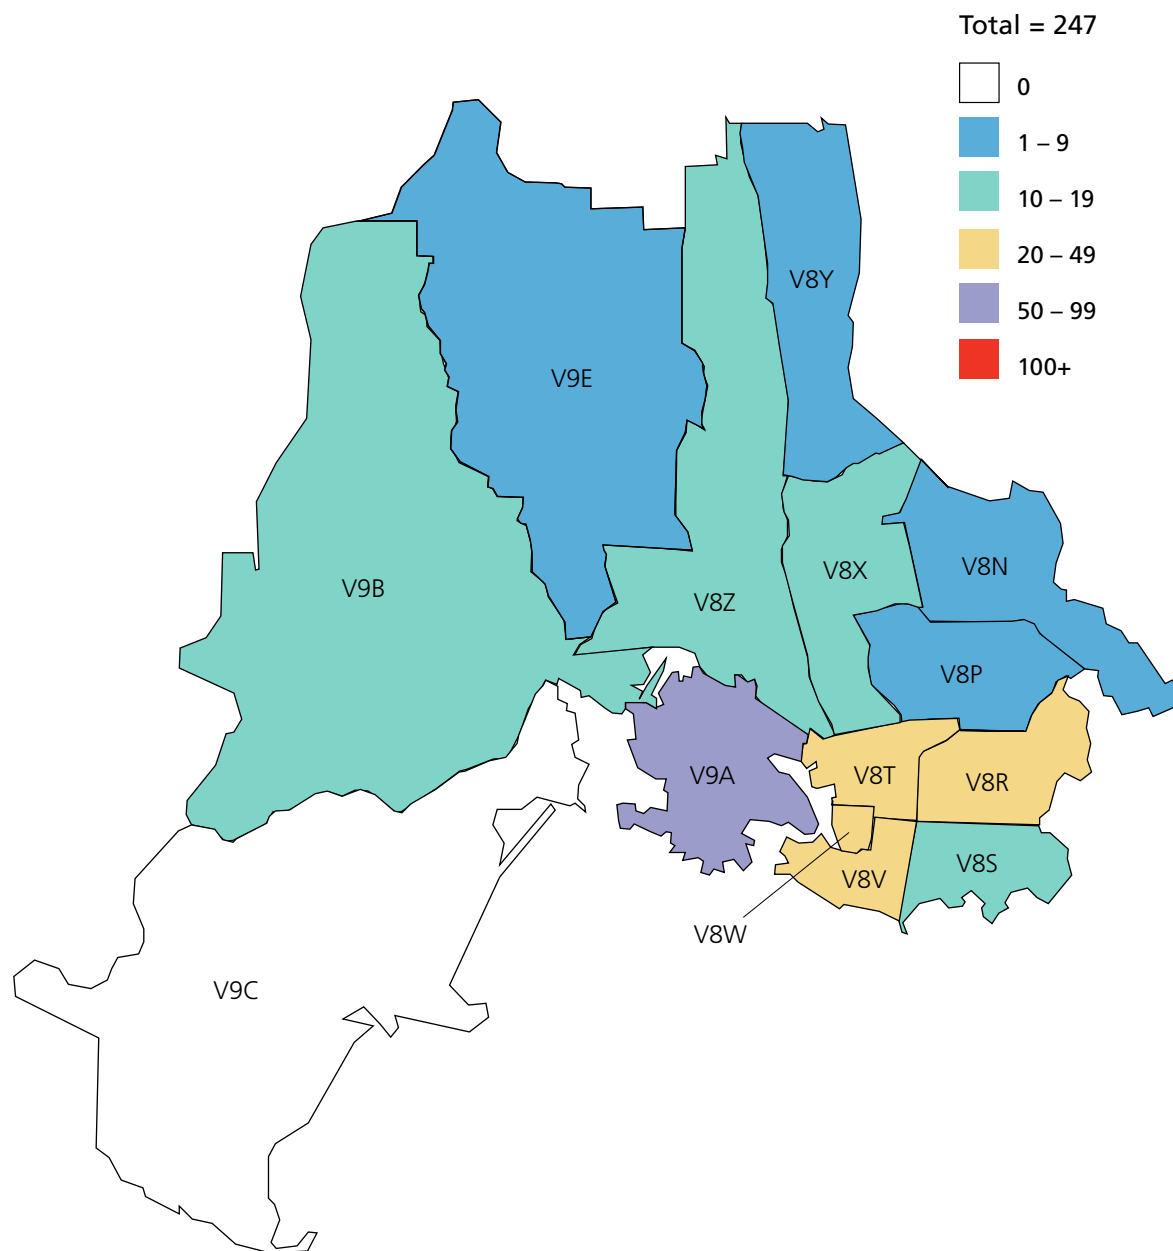 Total = 247
0
1 – 9
10 – 19
20 – 49
50 – 99
100+
V8Y
V9E
V8N
V8X
V9B
V8Z
V8P
V9A
V8T
V8R
V8S
V8V
V8W
V9C